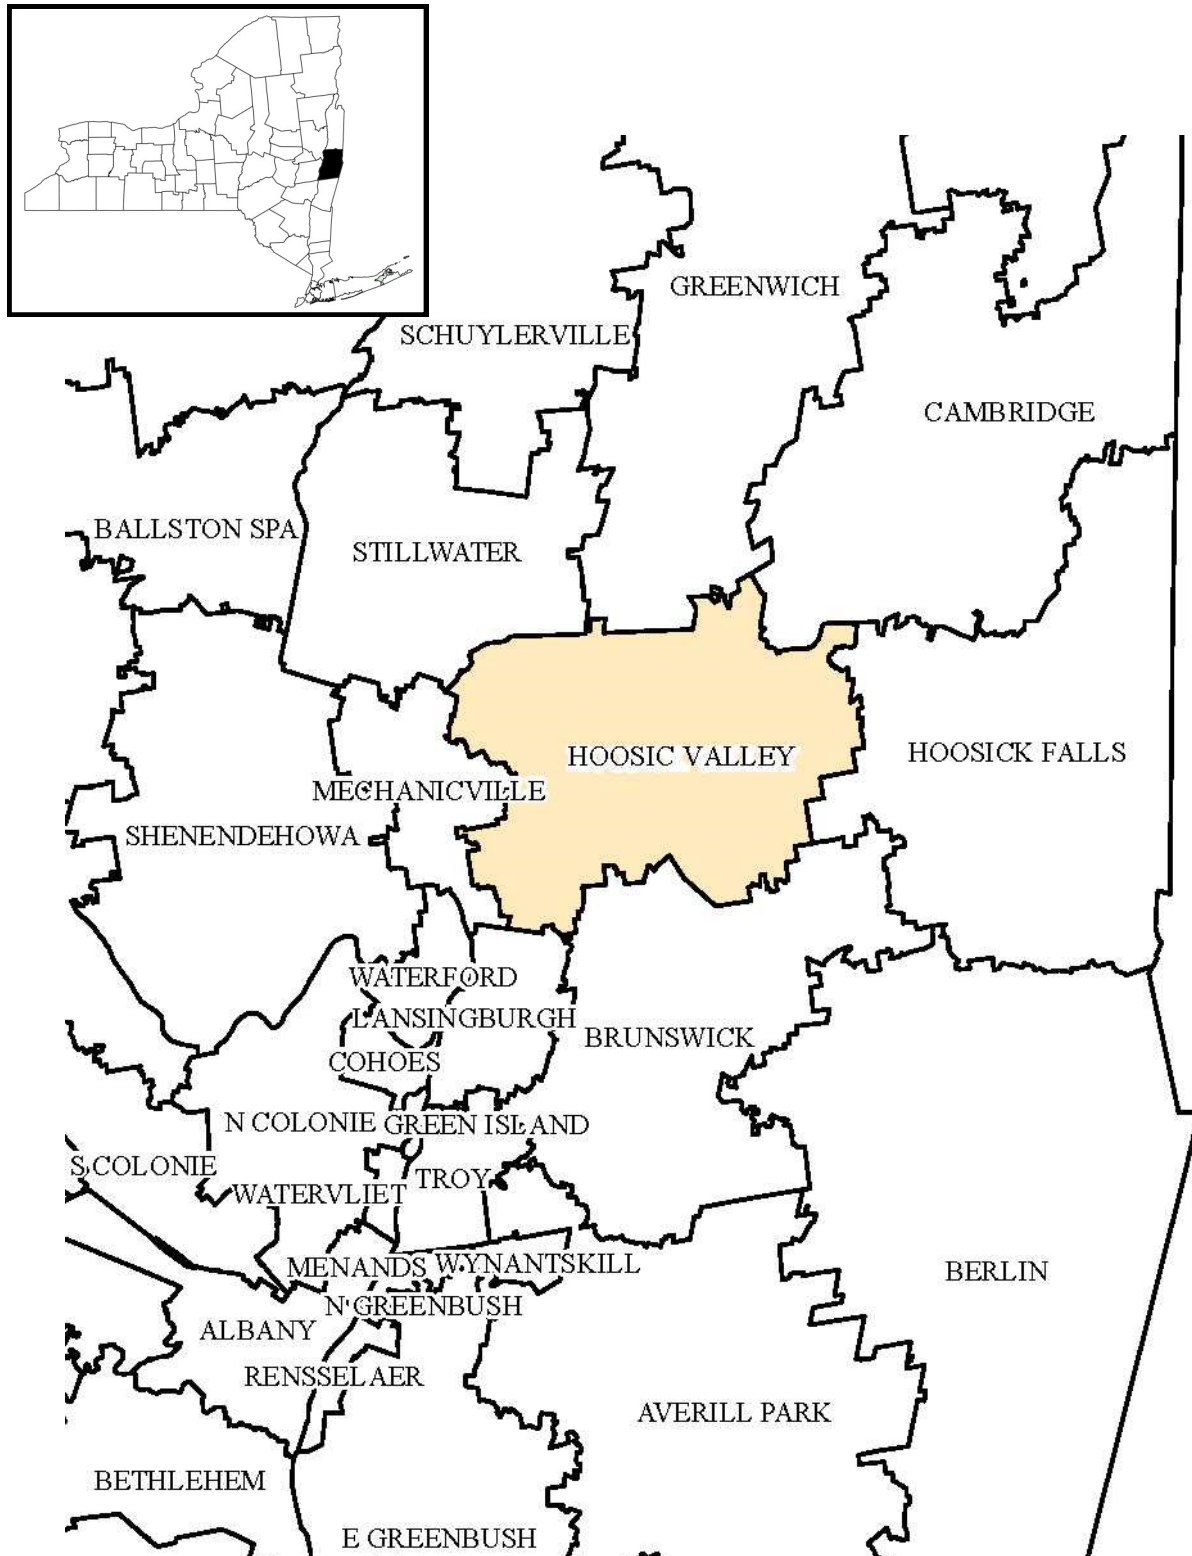 GREENWICH
SCHUYLERVILLE
CAMBRIDGE
BALLSTON SPA
STILLWATER
HOOSIC VALLEY
HOOSICK FALLS
MECHANICVILLE
SHENENDEHOWA
WATERFORD
LANSINGBURGH
BRUNSWICK
COHOES
N COLONIE
GREEN ISLAND
S COLONIE
TROY
WATERVLIET
MENANDS
WYNANTSKILL
BERLIN
N GREENBUSH
ALBANY
RENSSELAER
AVERILL PARK
BETHLEHEM
E GREENBUSH